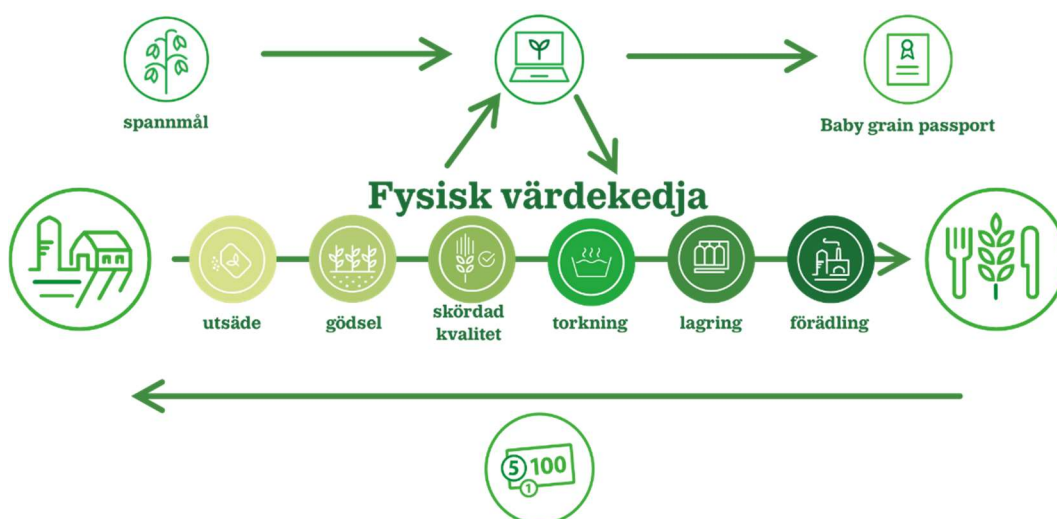 spannmål
Baby grain passport
Fysisk värdekedja
utsäde
gödsel
skördad
kvalitet
torkning
lagring
förädling
5 100
1